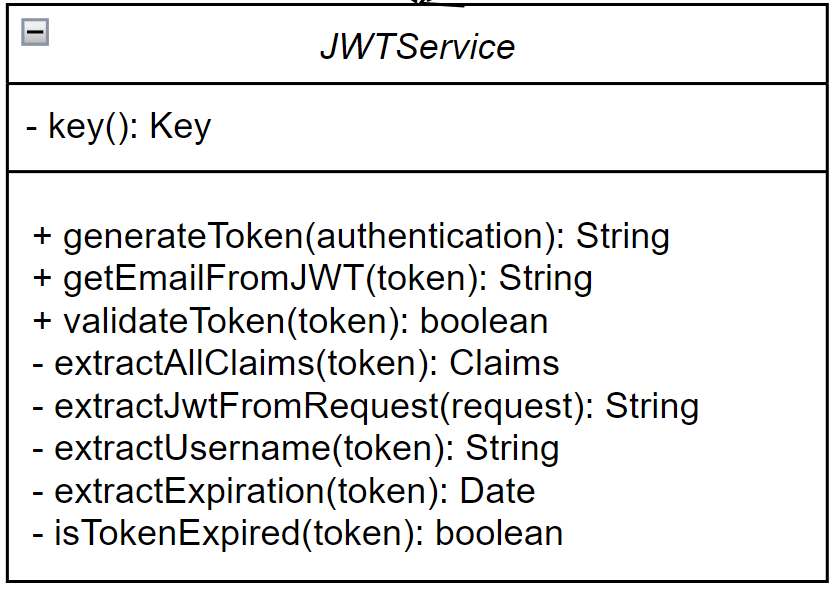 JWTService
- key(): Key
+ generateToken(authentication): String
+ getEmailFromJWT(token): String
+ validateToken(token): boolean
- extractAllClaims(token): Claims
- extractJwtFromRequest(request): String
- extractUsername(token): String
- extractExpiration(token): Date
- isTokenExpired(token): boolean